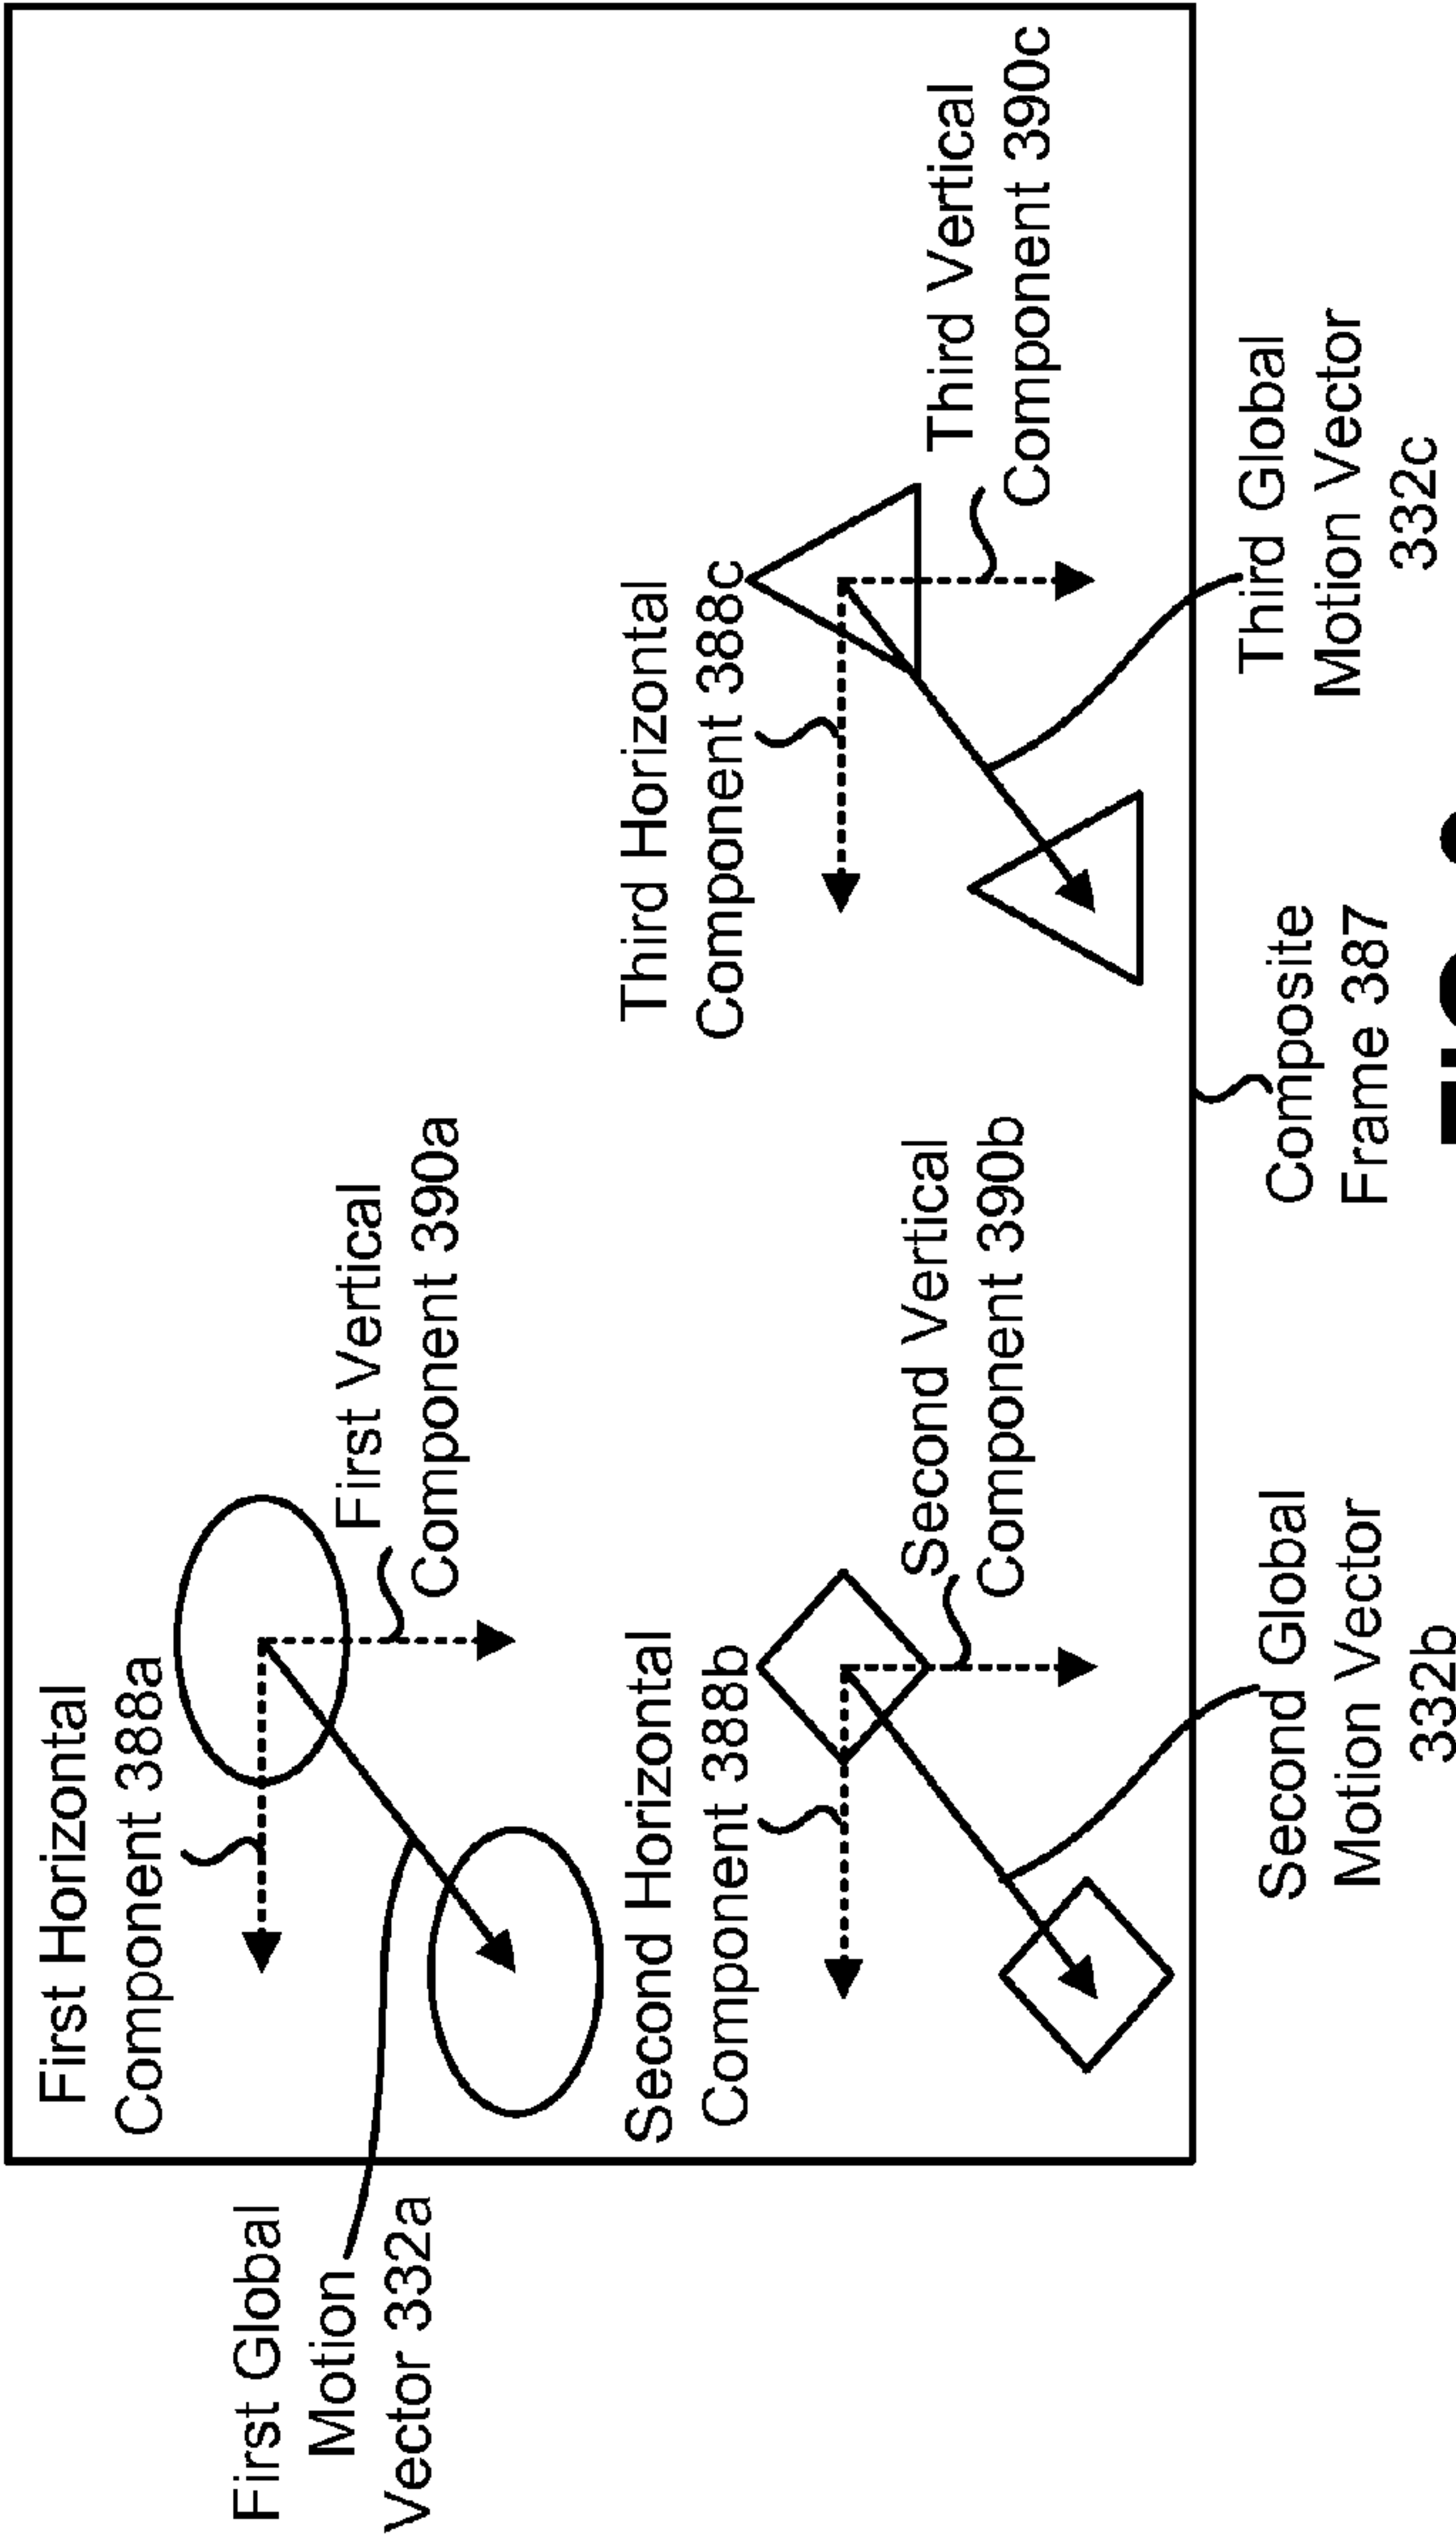 First Horizontal
Component 388a
First Global
Motion
Vector 332a
First Vertical
Component 390a
Second Horizontal
Component 388b
Third Horizontal
Component 388c
Second Vertical
Component 390b
Third Vertical
Component 390c
Second Global
Motion Vector
332b
Composite
Frame 387
Third Global
Motion Vector
332c